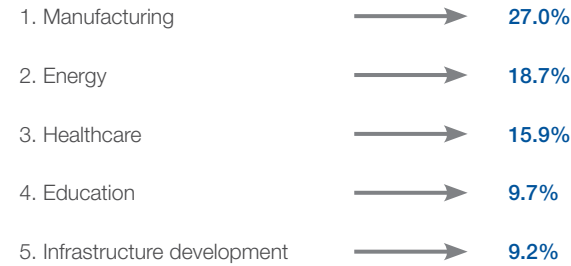 1. Manufacturing 27.0%
2. Energy 18.7%
3. Healthcare 15.9%
4. Education 9.7%
5. Infrastructure development 9.2%